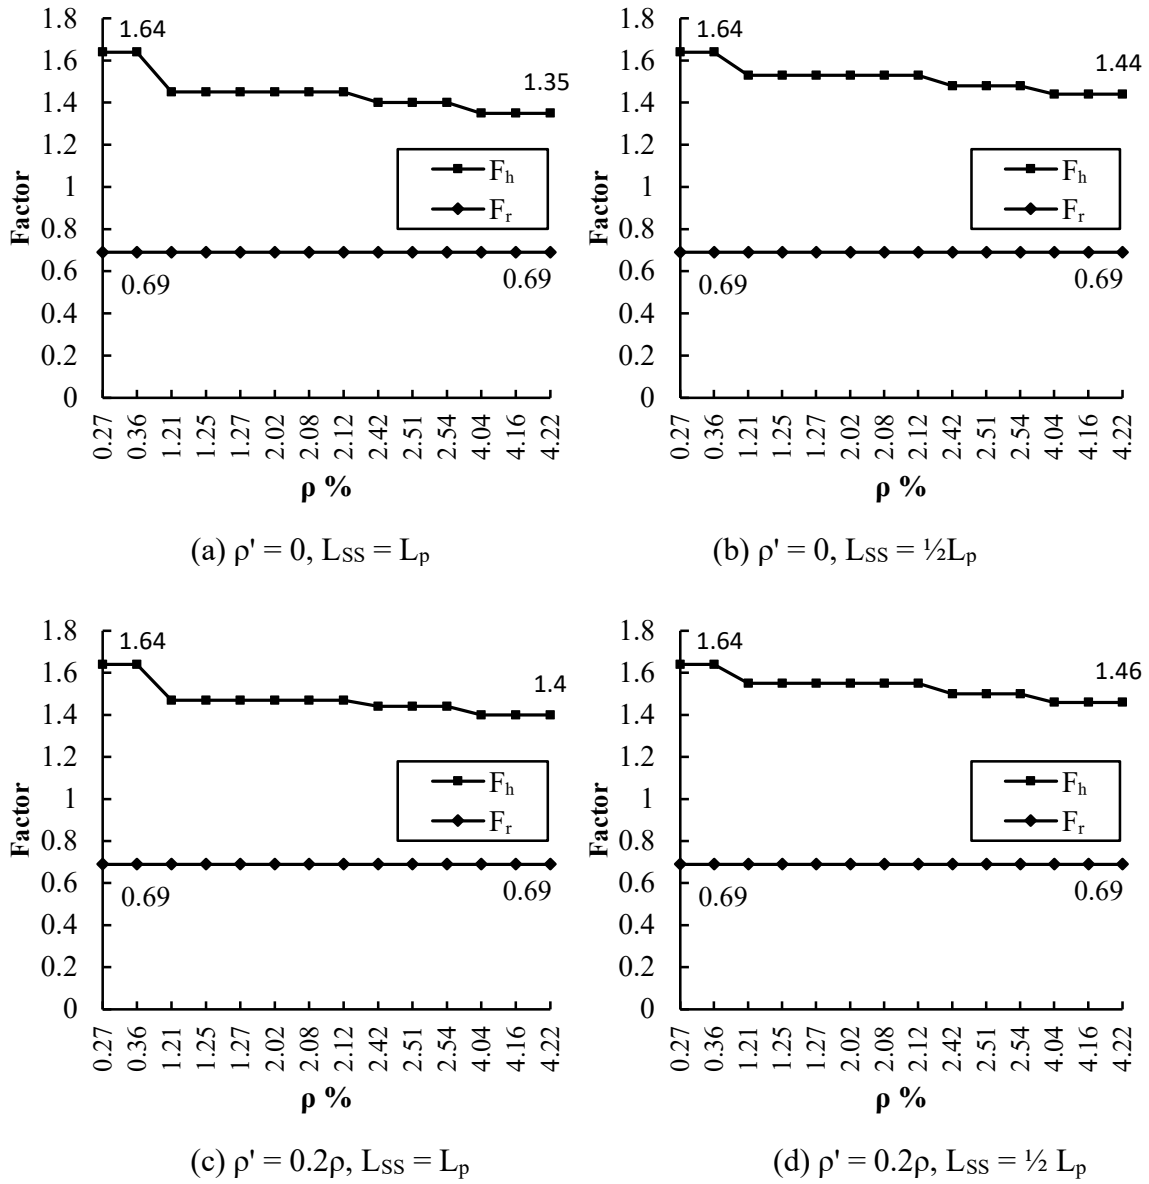 1.8
1.6
1.4
1.2
1
0.8
0.6
0.4
0.2
0
Factor
1.64
1.35
F_h
F_r
0.69
0.69
0.27 0.36 1.21 1.25 1.27 2.02 2.08 2.12 2.42 2.51 2.54 4.04 4.16 4.22
ρ %
(a) ρ' = 0, L_SS = L_p
1.8
1.6
1.4
1.2
1
0.8
0.6
0.4
0.2
0
Factor
1.64
1.44
F_h
F_r
0.69
0.69
0.27 0.36 1.21 1.25 1.27 2.02 2.08 2.12 2.42 2.51 2.54 4.04 4.16 4.22
ρ %
(b) ρ' = 0, L_SS = ½L_p
1.8
1.6
1.4
1.2
1
0.8
0.6
0.4
0.2
0
Factor
1.64
1.4
F_h
F_r
0.69
0.69
0.27 0.36 1.21 1.25 1.27 2.02 2.08 2.12 2.42 2.51 2.54 4.04 4.16 4.22
ρ %
(c) ρ' = 0.2ρ, L_SS = L_p
1.8
1.6
1.4
1.2
1
0.8
0.6
0.4
0.2
0
Factor
1.64
1.46
F_h
F_r
0.69
0.69
0.27 0.36 1.21 1.25 1.27 2.02 2.08 2.12 2.42 2.51 2.54 4.04 4.16 4.22
ρ %
(d) ρ' = 0.2ρ, L_SS = ½ L_p